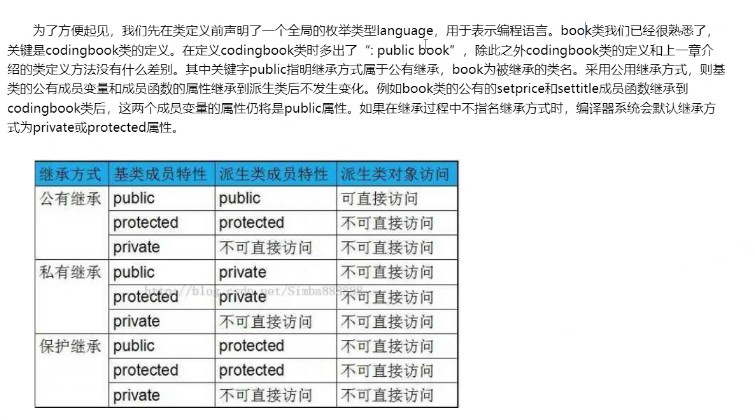 为了方便起见，我们先在类定义前声明了一个全局的枚举类型language，用于表示编程语言。book类我们已经很熟悉了，
关键是codingbook类的定义。在定义codingbook类时多出了“: public book”，除此之外codingbook类的定义和上一章介
绍的类定义方法没有什么差别。其中关键字public指明继承方式属于公有继承，book为被继承的类名。采用公用继承方式，则基
类的公有成员变量和成员函数的属性继承到派生类后不发生变化。例如book类的公有的setprice和settitle成员函数继承到
codingbook类后，这两个成员变量的属性仍将是public属性。如果在继承过程中不指名继承方式时，编译器系统会默认继承方
式为private或protected属性。
继承方式 基类成员特性 派生类成员特性 派生类对象访问
公有继承 public public 可直接访问
protected protected 不可直接访问
private 不可直接访问 不可直接访问
私有继承 public private 不可直接访问
protected private 不可直接访问
private 不可直接访问 不可直接访问
保护继承 public protected 不可直接访问
protected protected 不可直接访问
private 不可直接访问 不可直接访问